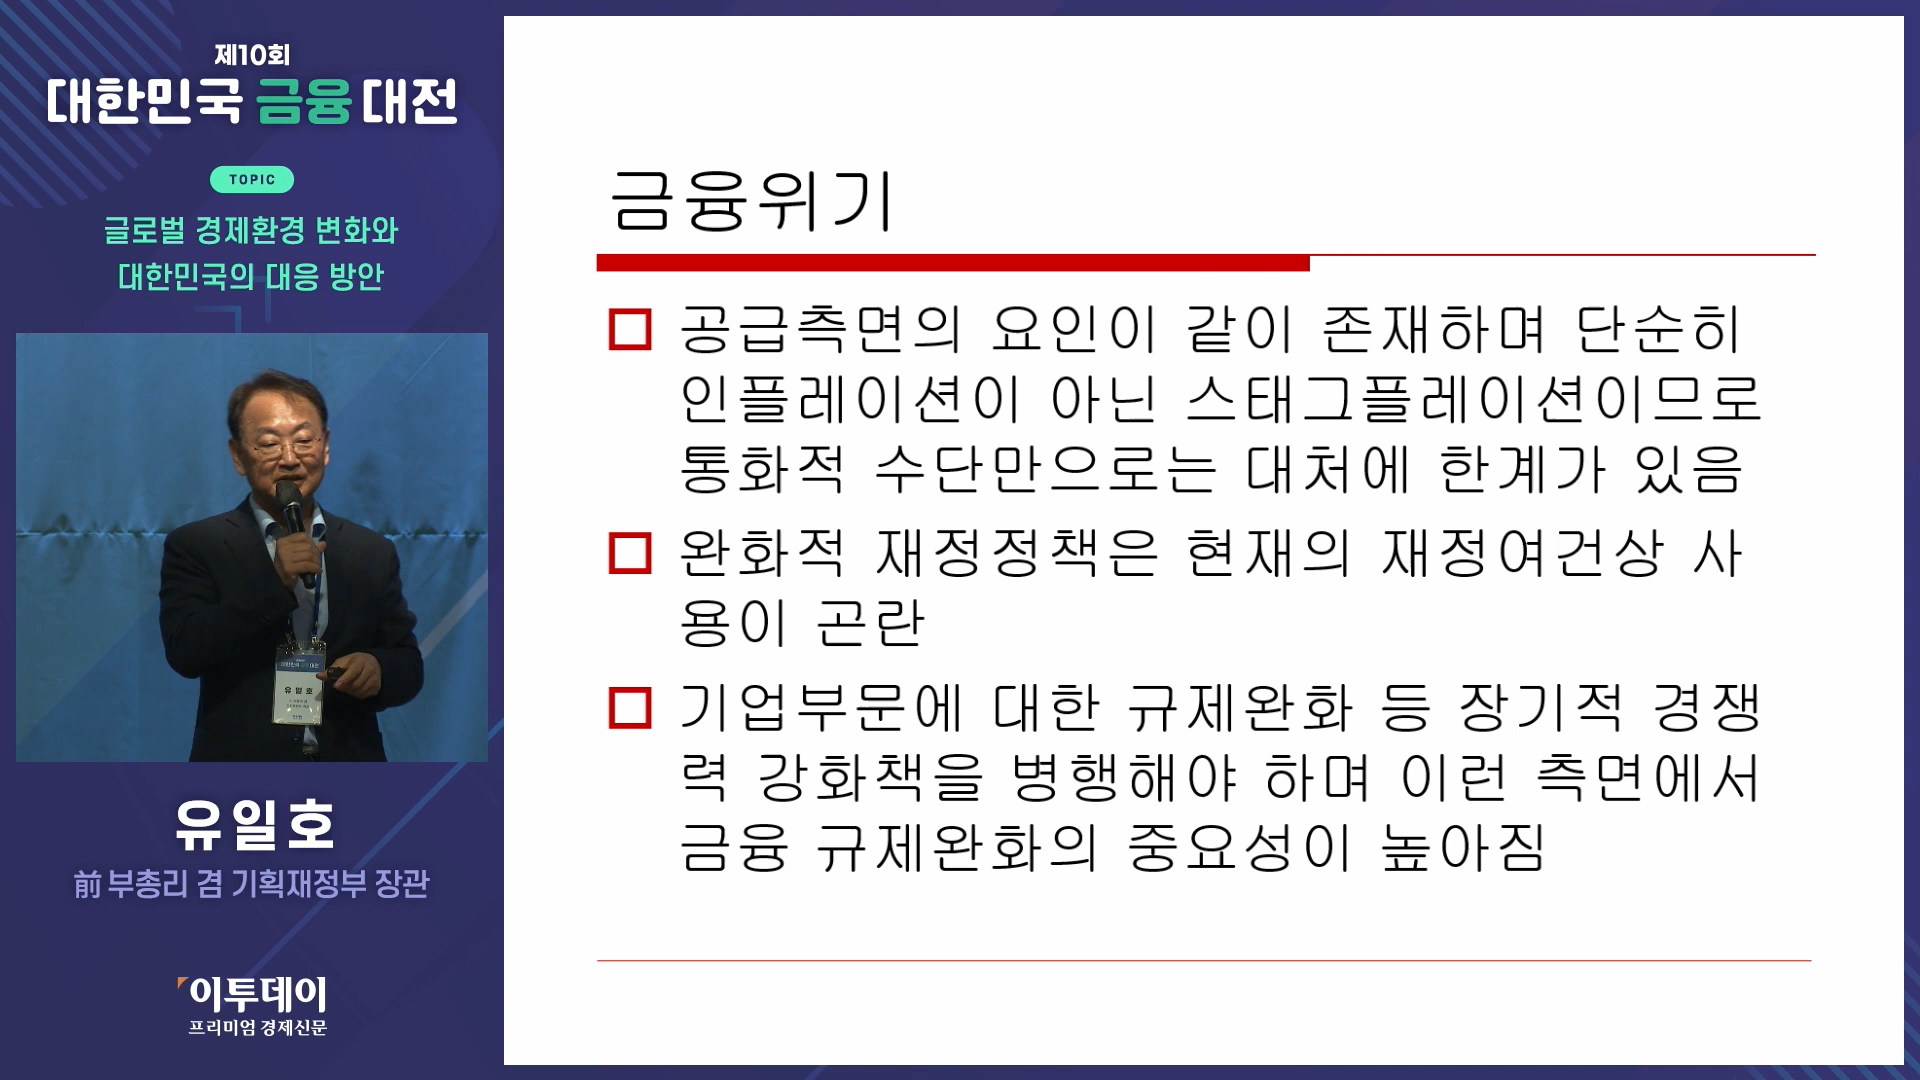 제10회
대한민국 금융대전
TOPIC
글로벌 경제환경 변화와
대한민국의 대응 방안
유일호
유일호
前 부총리 겸 기획재정부 장관
이투데이
프리미엄 경제신문
금융위기
공급측면의 요인이 같이 존재하며 단순히
인플레이션이 아닌 스태그플레이션이므로
통화적 수단만으로는 대처에 한계가 있음
완화적 재정정책은 현재의 재정여건상 사
용이 곤란
기업부문에 대한 규제완화 등 장기적 경쟁
력 강화책을 병행해야 하며 이런 측면에서
금융 규제완화의 중요성이 높아짐